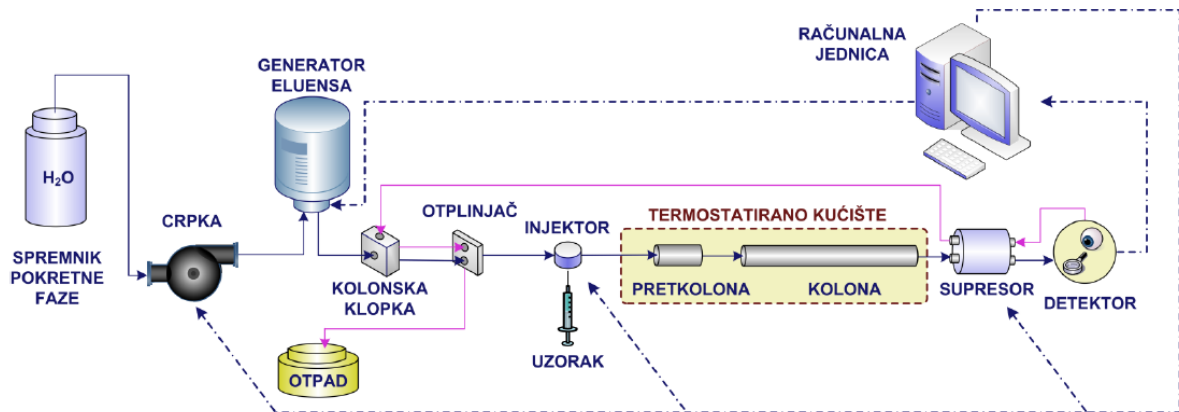 RAČUNALNA
JEDNICA
GENERATOR
ELUENSA
H₂O
CRPKA
SPREMNIK
POKRETNE
FAZE
KOLONSKA
KLOPKA
OTPLINJAČ
INJEKTOR
TERMOSTATIRANO KUĆIŠTE
PRETKOLONA
KOLONA
SUPRESOR
DETEKTOR
UZORAK
OTPAD